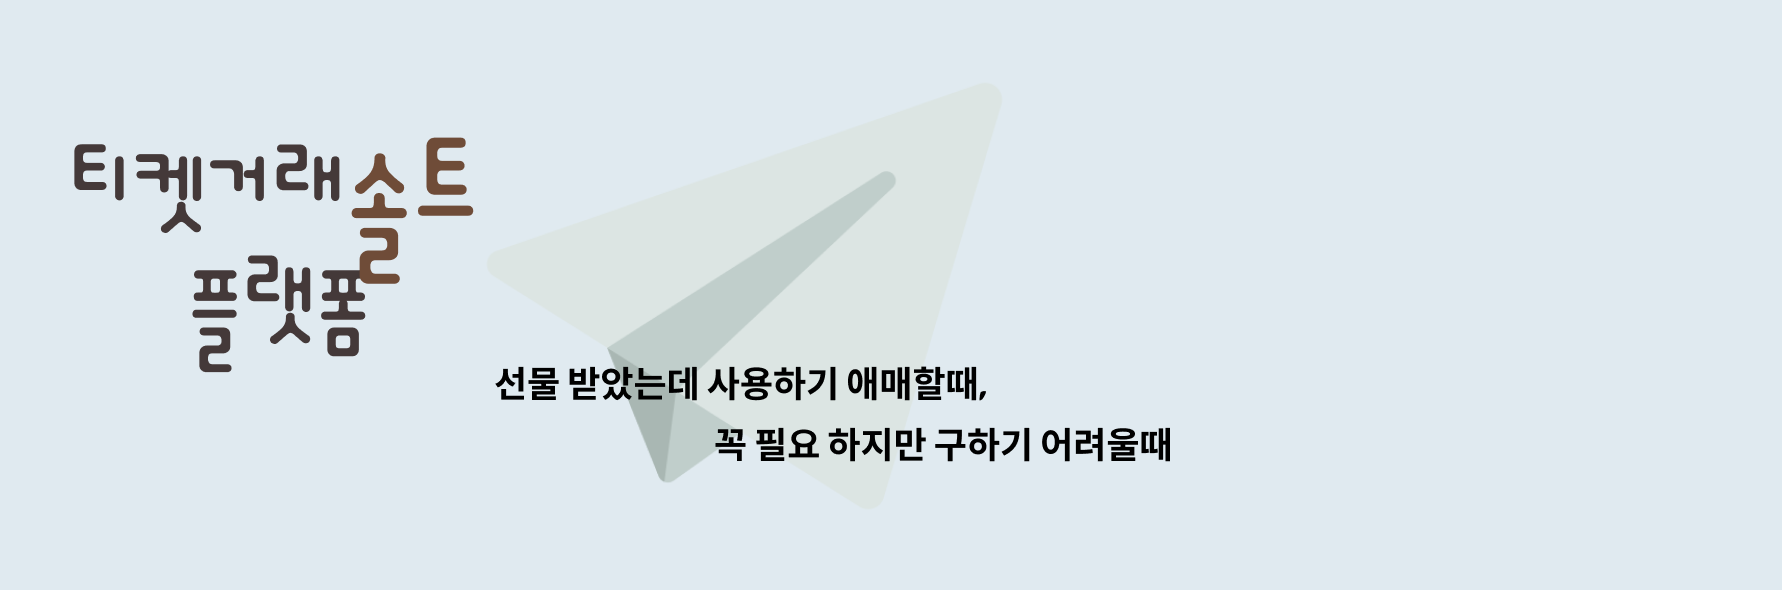 티켓거래솔트
플랫폼
선물 받았는데 사용하기 애매할때,
꼭 필요 하지만 구하기 어려울때